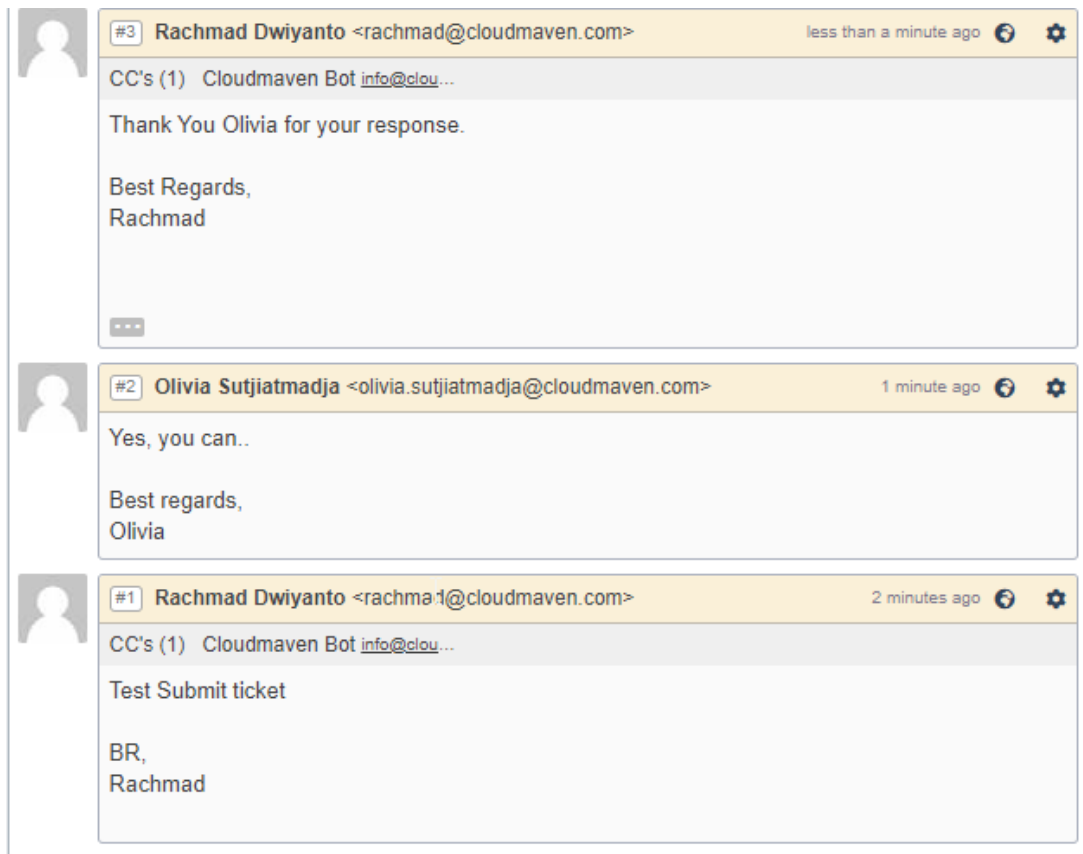 #3 Rachmad Dwiyanto <rachmad@cloudmaven.com> less than a minute ago
CC's (1) Cloudmaven Bot info@clou...
Thank You Olivia for your response.
Best Regards,
Rachmad
#2 Olivia Sutjiatmadja <olivia.sutjiatmadja@cloudmaven.com> 1 minute ago
Yes, you can..
Best regards,
Olivia
#1 Rachmad Dwiyanto <rachmad@cloudmaven.com> 2 minutes ago
CC's (1) Cloudmaven Bot info@clou...
Test Submit ticket
BR,
Rachmad